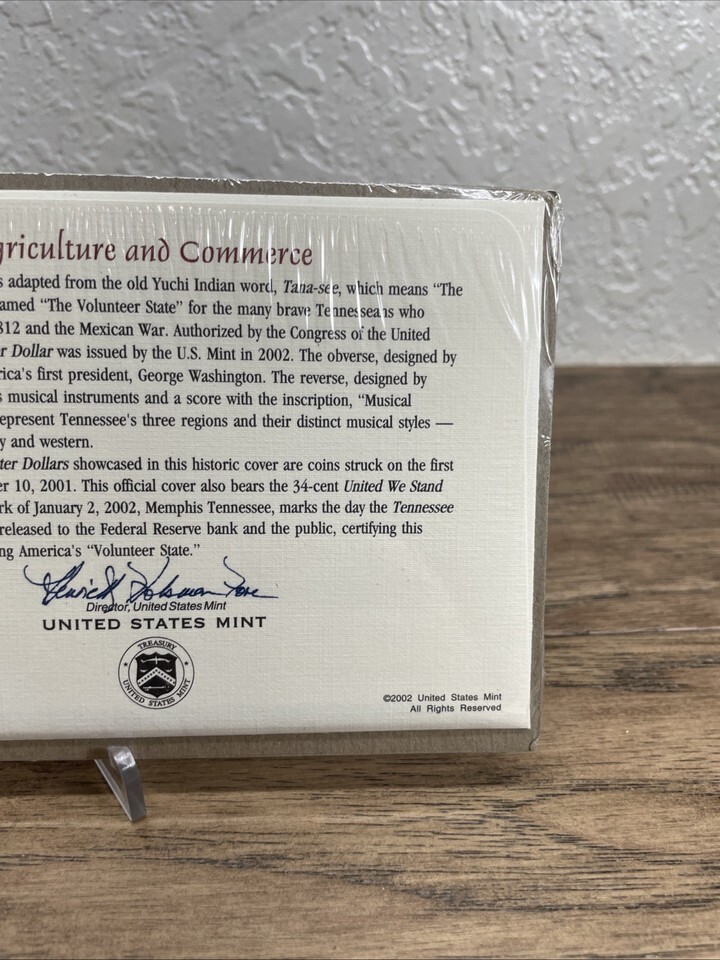 griculture and Commerce
s adapted from the old Yuchi Indian word, Tana-see, which means “The
amed “The Volunteer State” for the many brave Tennesseans who
812 and the Mexican War. Authorized by the Congress of the United
r Dollar was issued by the U.S. Mint in 2002. The obverse, designed by
rica's first president, George Washington. The reverse, designed by
s musical instruments and a score with the inscription, “Musical
epresent Tennessee's three regions and their distinct musical styles —
y and western.
ter Dollars showcased in this historic cover are coins struck on the first
er 10, 2001. This official cover also bears the 34-cent United We Stand
rk of January 2, 2002, Memphis Tennessee, marks the day the Tennessee
released to the Federal Reserve bank and the public, certifying this
ng America's “Volunteer State.”
Director, United States Mint
UNITED STATES MINT
TREASURY
UNITED STATES MINT
©2002 United States Mint
All Rights Reserved